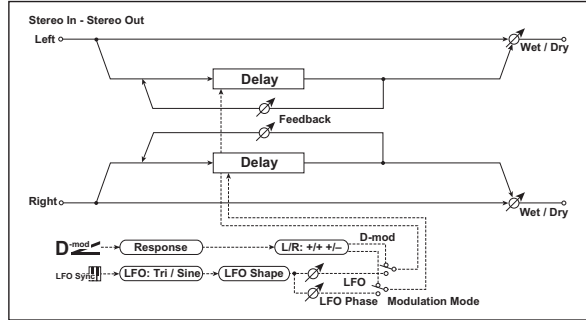 Stereo In - Stereo Out
Left
Wet / Dry
Delay
Feedback
Delay
Right
Wet / Dry
D-mod
D-mod
Response
L/R: +/+ +/–
LFO
LFO Sync
LFO: Tri / Sine
LFO Shape
LFO Phase
Modulation Mode